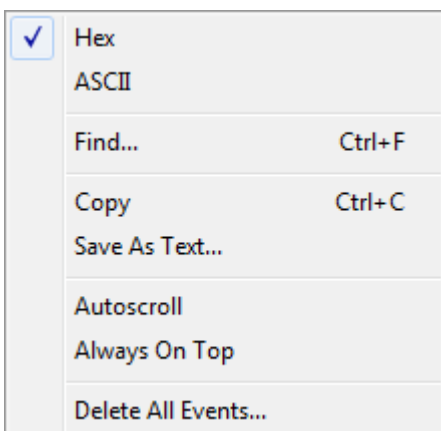 Hex
ASCII
Find... Ctrl+F
Copy Ctrl+C
Save As Text...
Autoscroll
Always On Top
Delete All Events...